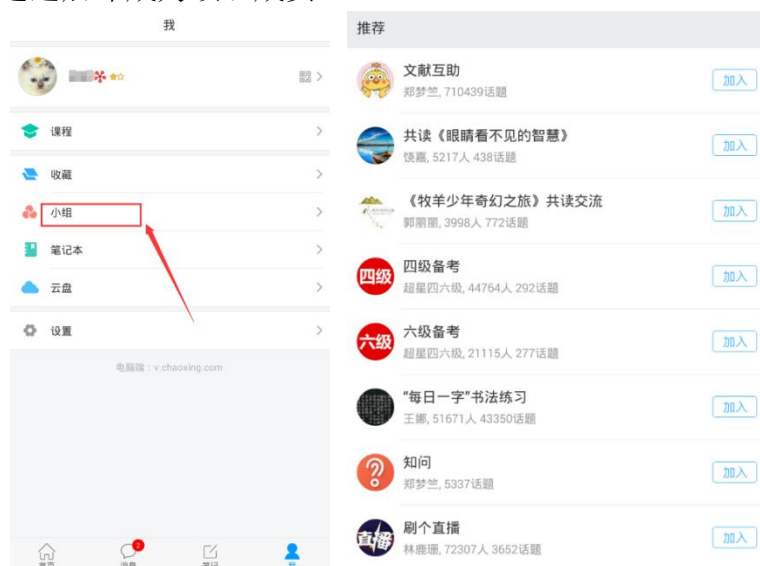 我
课程
收藏
小组
笔记本
云盘
设置
电脑端：v.chaoxing.com
2
笔记
我
推荐
文献互助
郑梦竺, 710439话题
加入
共读《眼睛看不见的智慧》
饶嘉, 5217人 438话题
加入
《牧羊少年奇幻之旅》共读交流
郭丽丽, 3998人 772话题
加入
四级
四级备考
超星四六级, 44764人 292话题
加入
六级
六级备考
超星四六级, 21115人 277话题
加入
“每日一字”书法练习
王娜, 51671人 43350话题
加入
知问
郑梦竺, 5337话题
加入
直播
刷个直播
林鹿珊, 72307人 3652话题
加入